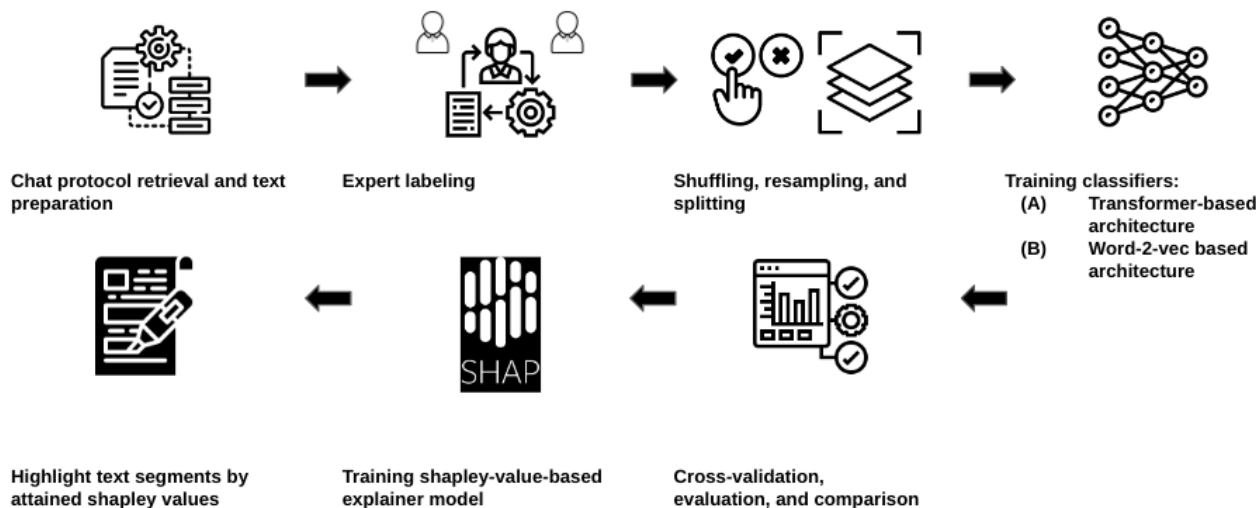 Chat protocol retrieval and text
preparation
Expert labeling
Shuffling, resampling, and
splitting
Training classifiers:
(A) Transformer-based
architecture
(B) Word-2-vec based
architecture
SHAP
Highlight text segments by
attained shapley values
Training shapley-value-based
explainer model
Cross-validation,
evaluation, and comparison